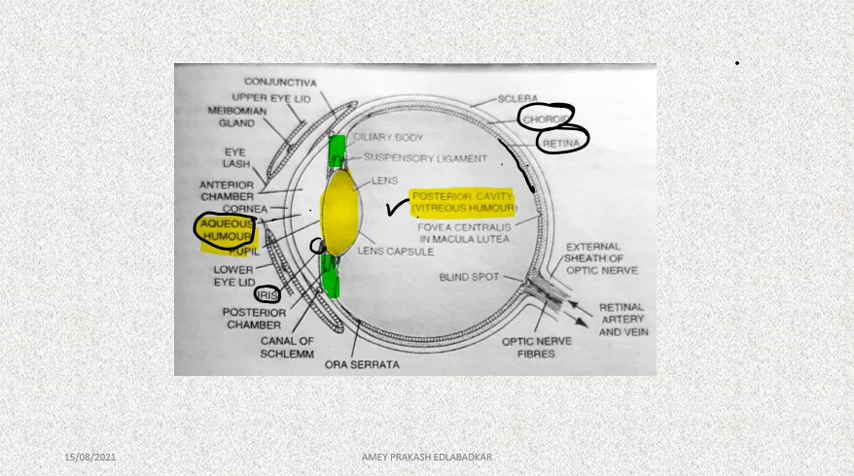 CONJUNCTIVA
UPPER EYE LID
MEIBOMIAN
GLAND
EYE
LASH
ANTERIOR
CHAMBER
CORNEA
AQUEOUS
HUMOUR
PUPIL
LOWER
EYE LID
IRIS
POSTERIOR
CHAMBER
CANAL OF
SCHLEMM
ORA SERRATA
CILIARY BODY
SUSPENSORY LIGAMENT
LENS
POSTERIOR CAVITY
(VITREOUS HUMOUR)
FOVEA CENTRALIS
IN MACULA LUTEA
LENS CAPSULE
BLIND SPOT
SCLERA
CHOROID
RETINA
EXTERNAL
SHEATH OF
OPTIC NERVE
RETINAL
ARTERY
AND VEIN
OPTIC NERVE
FIBRES
15/08/2021
AMEY PRAKASH EDLABADKAR